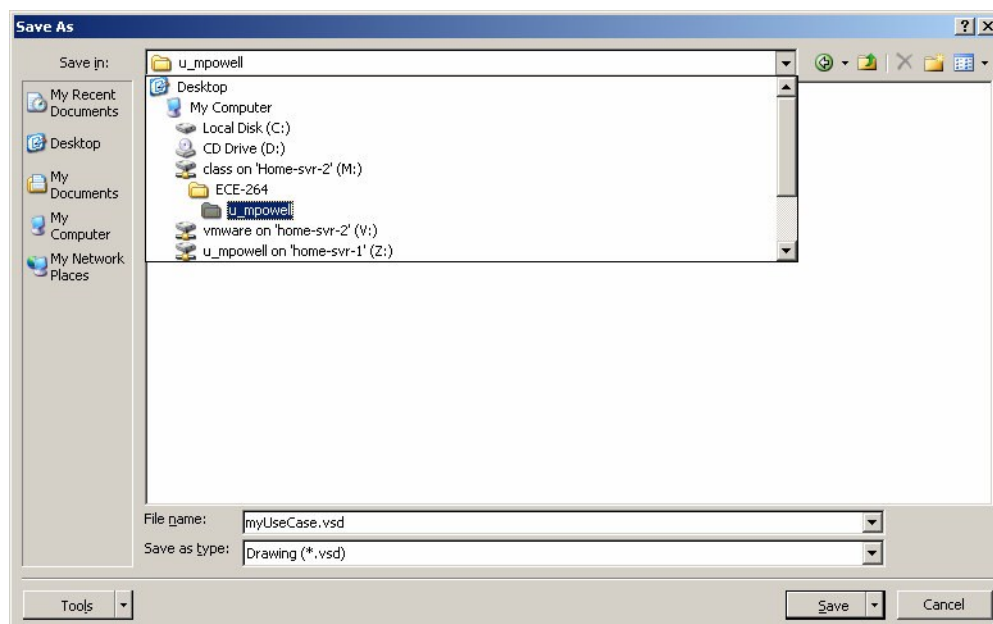 Save As
Save in:
u_mpowell
My Recent
Documents
Desktop
My
Documents
My
Computer
My Network
Places
Desktop
My Computer
Local Disk (C:)
CD Drive (D:)
class on 'Home-svr-2' (M:)
ECE-264
u_mpowell
vmware on 'home-svr-2' (V:)
u_mpowell on 'home-svr-1' (Z:)
File name:
myUseCase.vsd
Save as type:
Drawing (*.vsd)
Tools
Save
Cancel